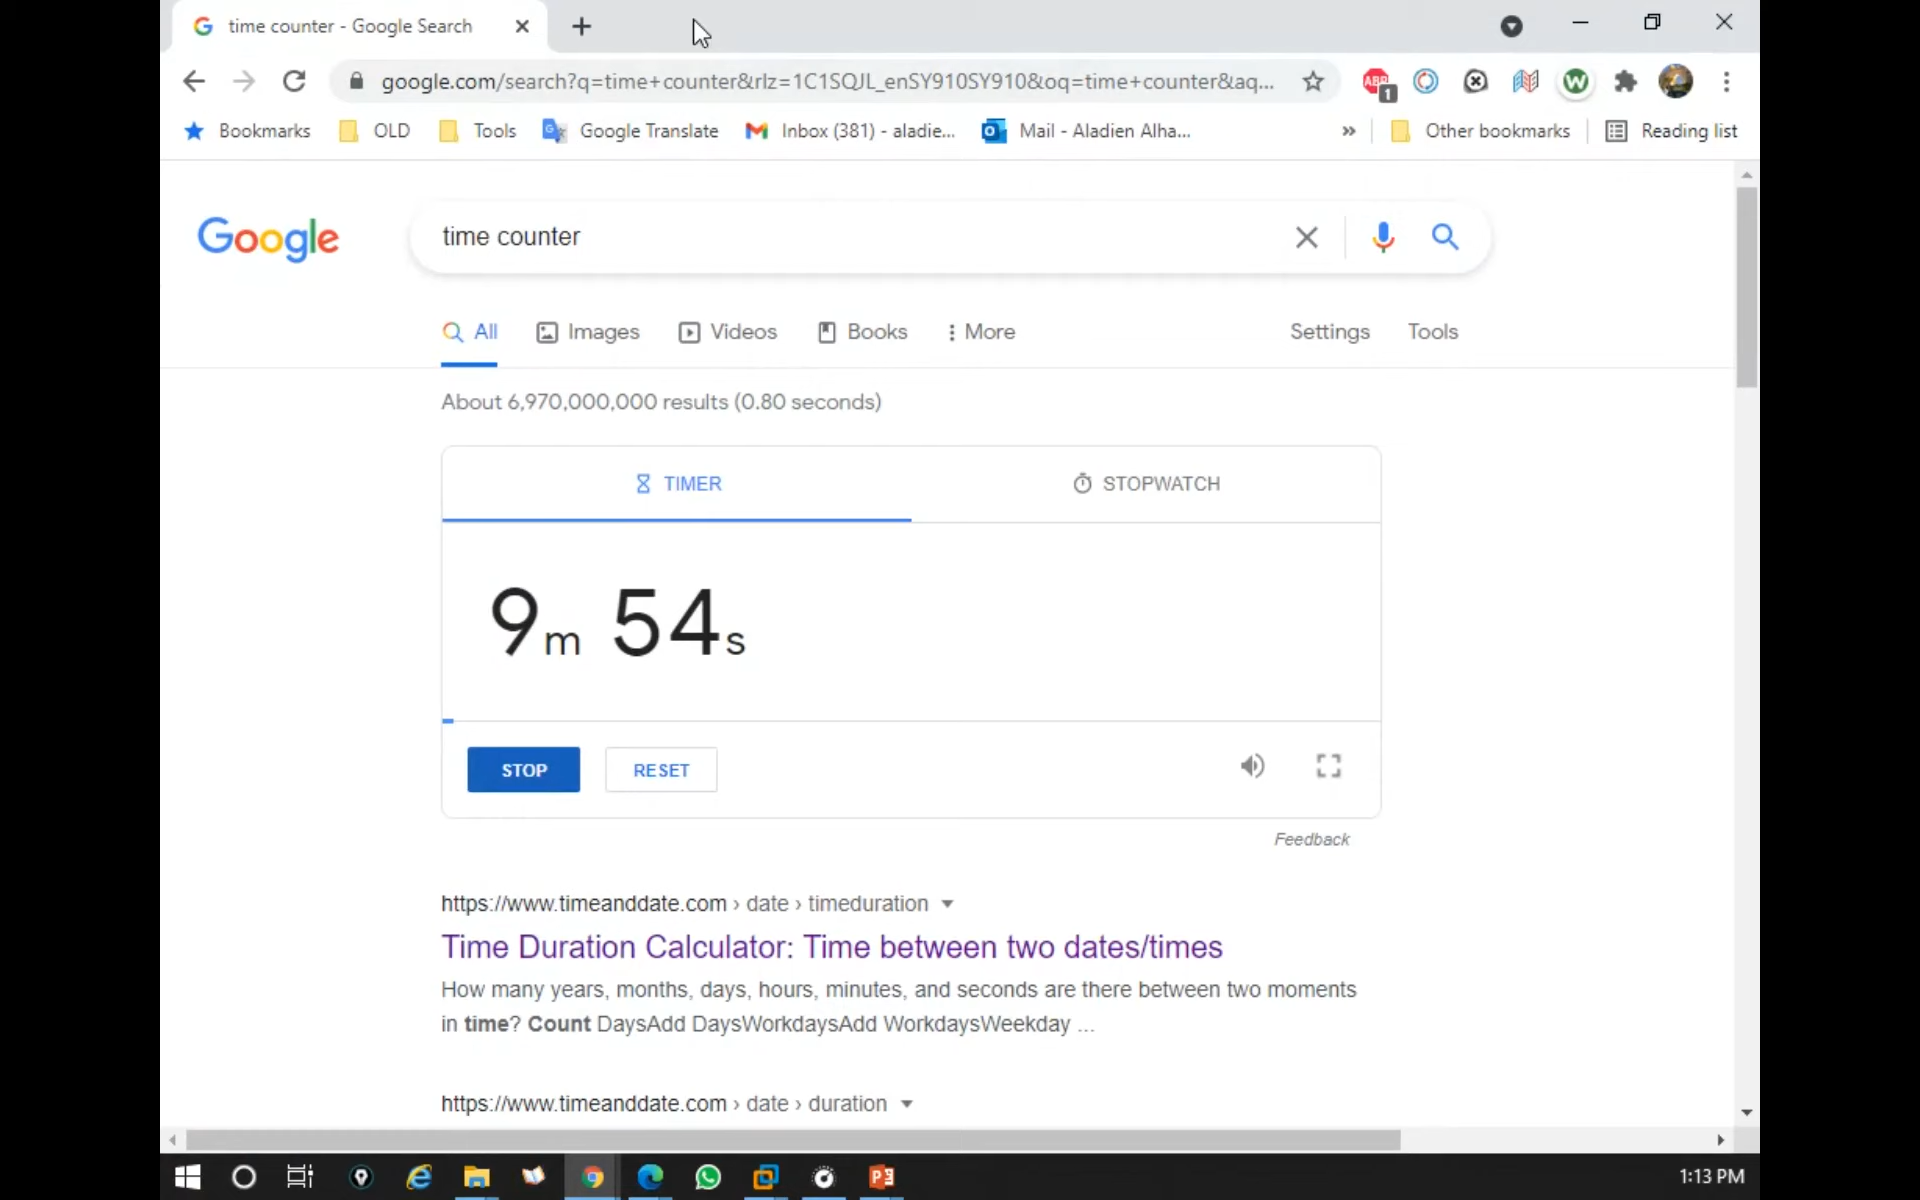 time counter - Google Search
google.com/search?q=time+counter&rlz=1C1SQJL_enSY910SY910&oq=time+counter&aq...
ABP
1
W
Bookmarks OLD Tools Google Translate Inbox (381) - aladie... Mail - Aladien Alha... » Other bookmarks Reading list
Google
time counter
All Images Videos Books More Settings Tools
About 6,970,000,000 results (0.80 seconds)
TIMER STOPWATCH
9m 54s
STOP RESET
Feedback
https://www.timeanddate.com › date › timeduration
Time Duration Calculator: Time between two dates/times
How many years, months, days, hours, minutes, and seconds are there between two moments
in time? Count DaysAdd DaysWorkdaysAdd WorkdaysWeekday ...
https://www.timeanddate.com › date › duration
1:13 PM